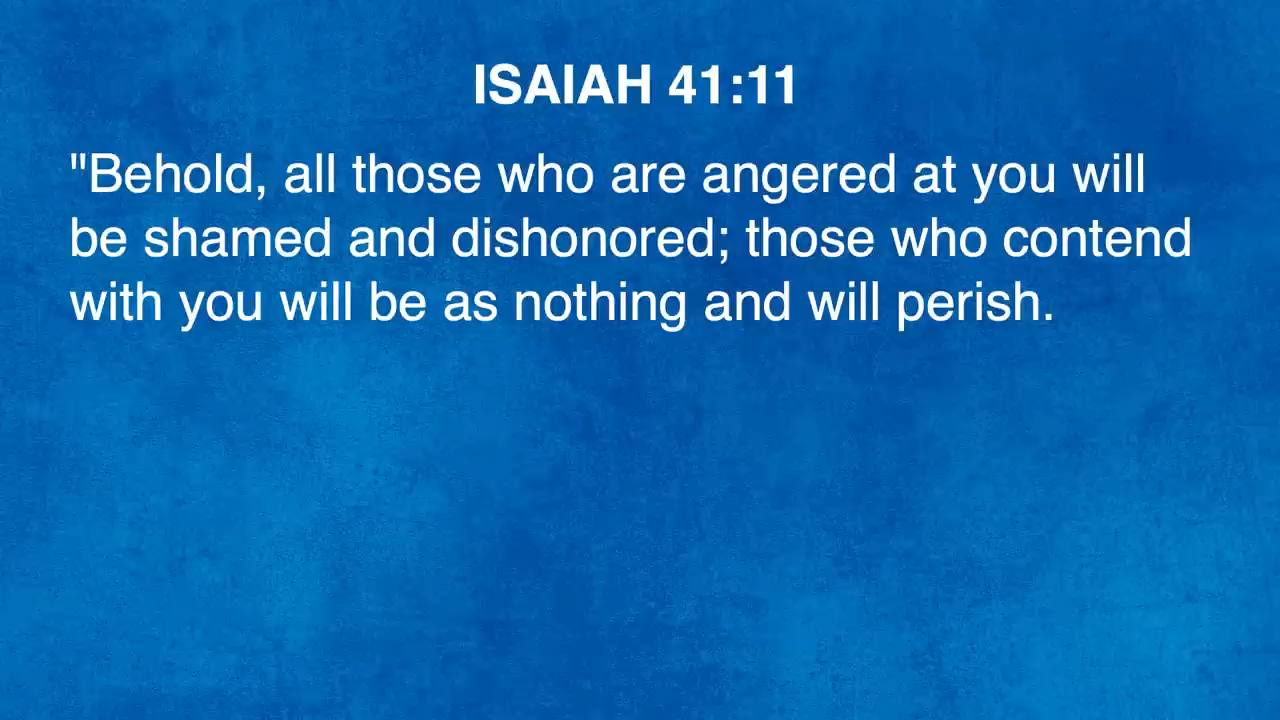 ISAIAH 41:11
"Behold, all those who are angered at you will
be shamed and dishonored; those who contend
with you will be as nothing and will perish.